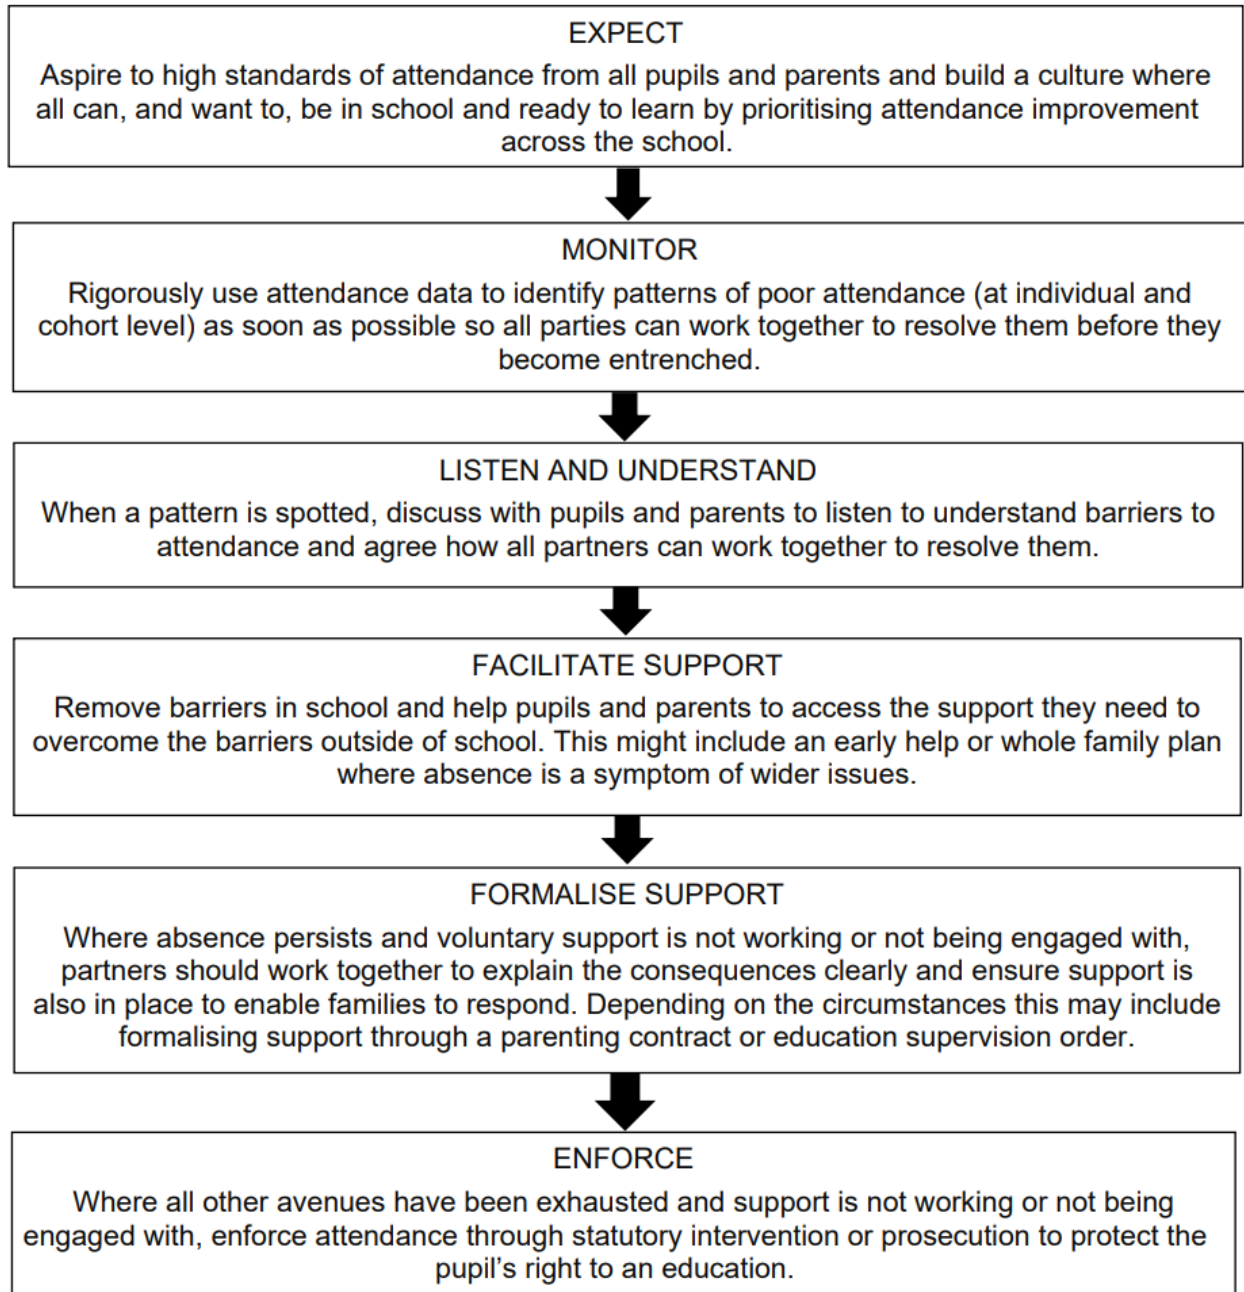 EXPECT
Aspire to high standards of attendance from all pupils and parents and build a culture where
all can, and want to, be in school and ready to learn by prioritising attendance improvement
across the school.
MONITOR
Rigorously use attendance data to identify patterns of poor attendance (at individual and
cohort level) as soon as possible so all parties can work together to resolve them before they
become entrenched.
LISTEN AND UNDERSTAND
When a pattern is spotted, discuss with pupils and parents to listen to understand barriers to
attendance and agree how all partners can work together to resolve them.
FACILITATE SUPPORT
Remove barriers in school and help pupils and parents to access the support they need to
overcome the barriers outside of school. This might include an early help or whole family plan
where absence is a symptom of wider issues.
FORMALISE SUPPORT
Where absence persists and voluntary support is not working or not being engaged with,
partners should work together to explain the consequences clearly and ensure support is
also in place to enable families to respond. Depending on the circumstances this may include
formalising support through a parenting contract or education supervision order.
ENFORCE
Where all other avenues have been exhausted and support is not working or not being
engaged with, enforce attendance through statutory intervention or prosecution to protect the
pupil’s right to an education.